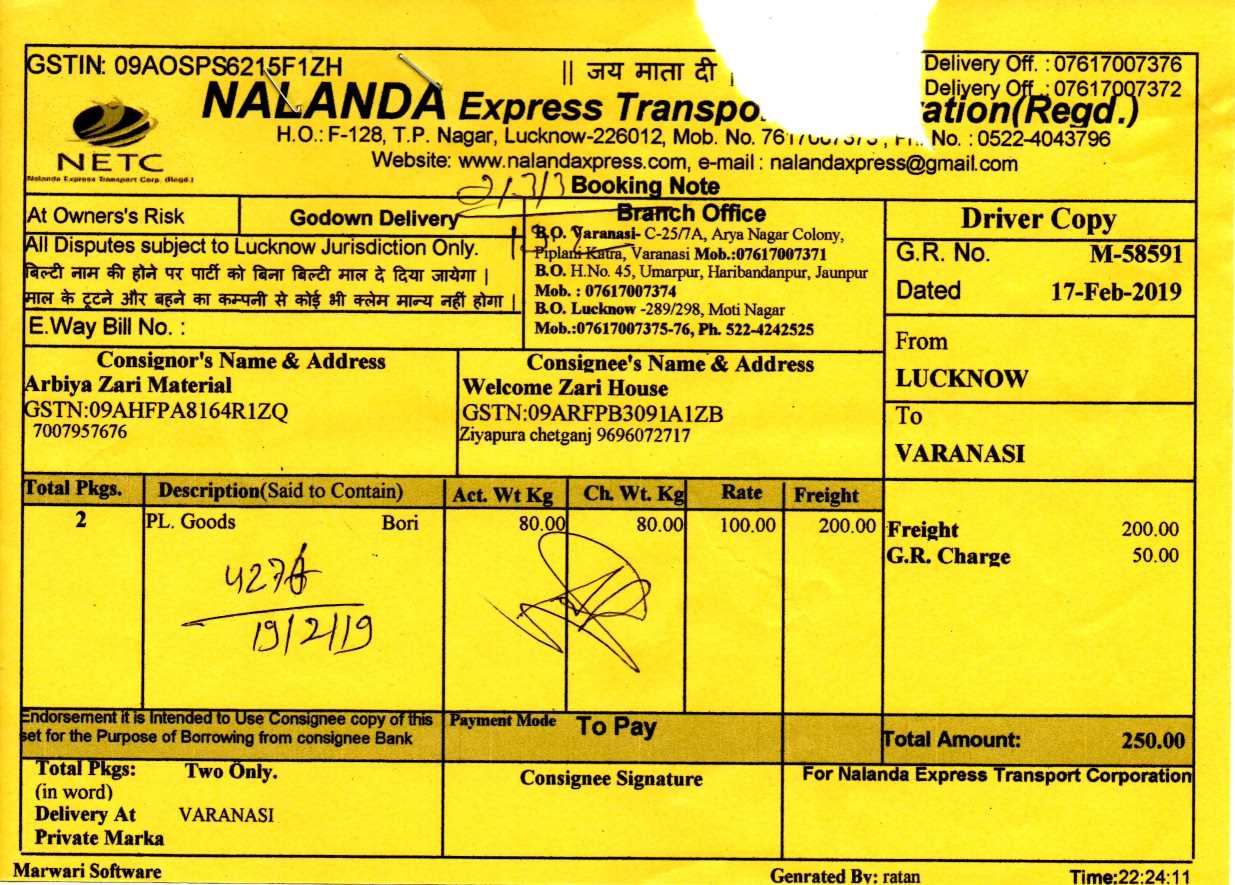 GSTIN: 09AOSPS6215F1ZH
|| जय माता दी |
Delivery Off. : 07617007376
Delivery Off. : 07617007372
NALANDA Express Transpo ation(Regd.)
H.O.: F-128, T.P. Nagar, Lucknow-226012, Mob. No. 7617007375, Ph. No. : 0522-4043796
Website: www.nalandaxpress.com, e-mail : nalandaxpress@gmail.com
NETC
Nalanda Express Transport Corp. (Regd.)
Booking Note
At Owners's Risk
Godown Delivery
All Disputes subject to Lucknow Jurisdiction Only.
बिल्टी नाम की होने पर पार्टी को बिना बिल्टी माल दे दिया जायेगा |
माल के टूटने और बहने का कम्पनी से कोई भी क्लेम मान्य नहीं होगा |
E.Way Bill No. :
Branch Office
B.O. Varanasi- C-25/7A, Arya Nagar Colony,
Piplani Katra, Varanasi Mob.:07617007371
B.O. H.No. 45, Umarpur, Haribandanpur, Jaunpur
Mob. : 07617007374
B.O. Lucknow -289/298, Moti Nagar
Mob.:07617007375-76, Ph. 522-4242525
Driver Copy
G.R. No. M-58591
Dated 17-Feb-2019
From
LUCKNOW
To
VARANASI
Consignor's Name & Address
Arbiya Zari Material
GSTN:09AHFPA8164R1ZQ
7007957676
Consignee's Name & Address
Welcome Zari House
GSTN:09ARFPB3091A1ZB
Ziyapura chetganj 9696072717
Total Pkgs. Description(Said to Contain) Act. Wt Kg Ch. Wt. Kg Rate Freight
2 PL. Goods Bori 80.00 80.00 100.00 200.00
19/2/19
Freight 200.00
G.R. Charge 50.00
Endorsement it is Intended to Use Consignee copy of this
set for the Purpose of Borrowing from consignee Bank
Payment Mode To Pay
Total Amount: 250.00
Total Pkgs: Two Only.
(in word)
Delivery At VARANASI
Private Marka
Consignee Signature
For Nalanda Express Transport Corporation
Marwari Software
Genrated By: ratan
Time:22:24:11